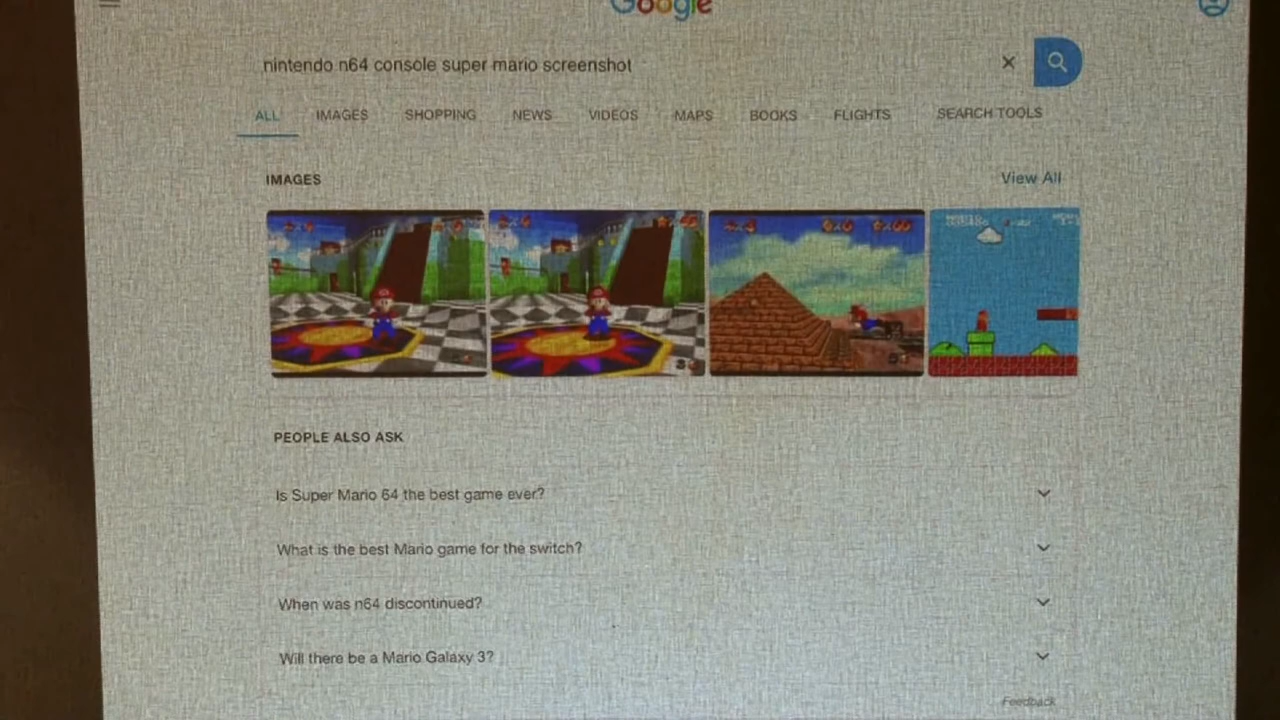 Google
nintendo n64 console super mario screenshot
ALL IMAGES SHOPPING NEWS VIDEOS MAPS BOOKS FLIGHTS SEARCH TOOLS
IMAGES View All
PEOPLE ALSO ASK
Is Super Mario 64 the best game ever?
What is the best Mario game for the switch?
When was n64 discontinued?
Will there be a Mario Galaxy 3?
Feedback